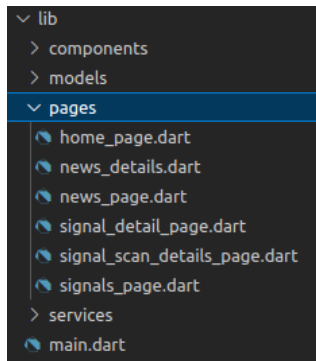 lib
components
models
pages
home_page.dart
news_details.dart
news_page.dart
signal_detail_page.dart
signal_scan_details_page.dart
signals_page.dart
services
main.dart